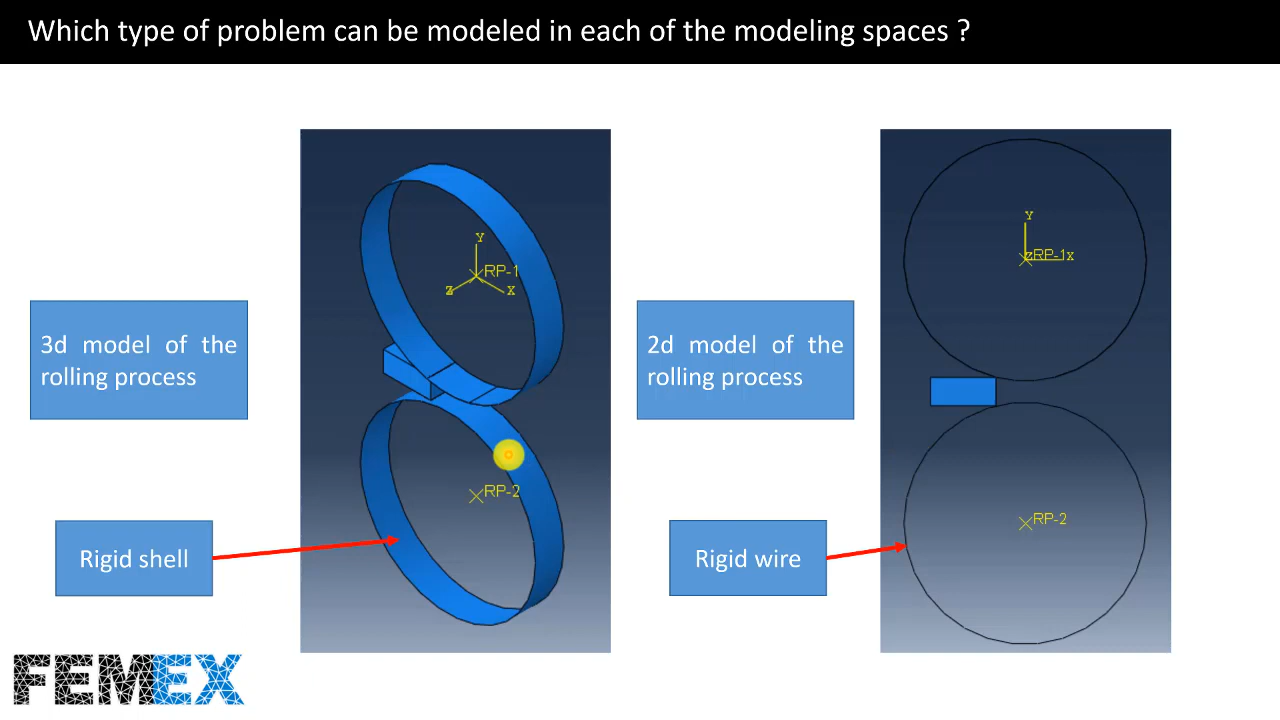 Which type of problem can be modeled in each of the modeling spaces ?
3d model of the
rolling process
Y
RP-1
Z
X
RP-2
Rigid shell
2d model of the
rolling process
Y
Z
RP-1
X
RP-2
Rigid wire
FEMEX